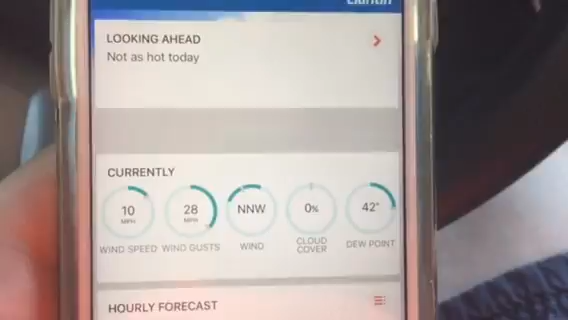 LOOKING AHEAD
Not as hot today
CURRENTLY
10
MPH
28
MPH
NNW
0%
42°
WIND SPEED
WIND GUSTS
WIND
CLOUD
COVER
DEW POINT
HOURLY FORECAST